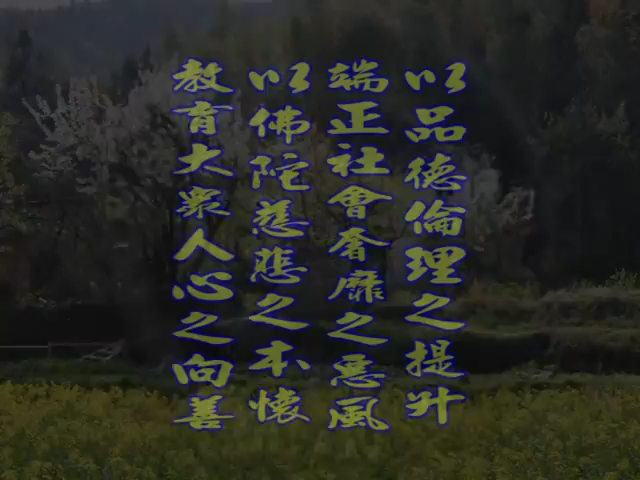 以品德倫理之提升
端正社會奢靡之惡風
以佛陀慈悲之本懷
教育大眾人心之向善